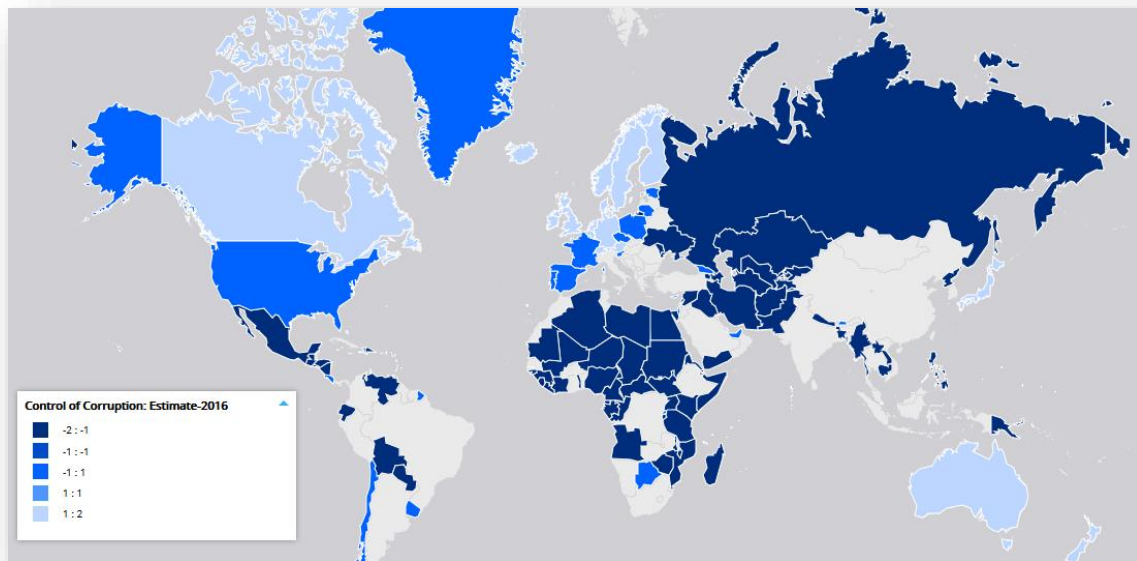 Control of Corruption: Estimate-2016
-2 : -1
-1 : -1
-1 : 1
1 : 1
1 : 2